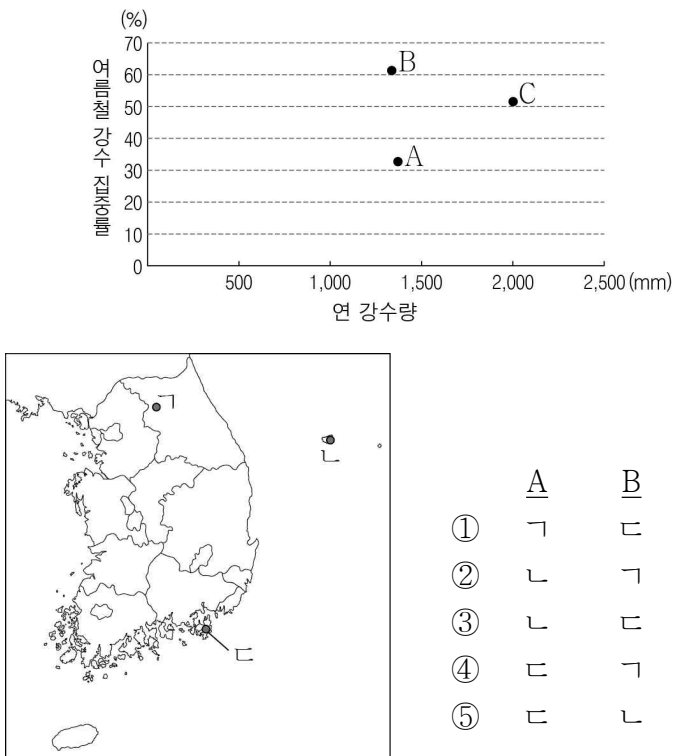 (%)
70
60
50
40
30
20
10
0
여름철 강수 집중률
B
C
A
500 1,000 1,500 2,000 2,500 (mm)
연 강수량
ㄱ
ㄴ
ㄷ
A B
① ㄱ ㄷ
② ㄴ ㄱ
③ ㄴ ㄷ
④ ㄷ ㄱ
⑤ ㄷ ㄴ